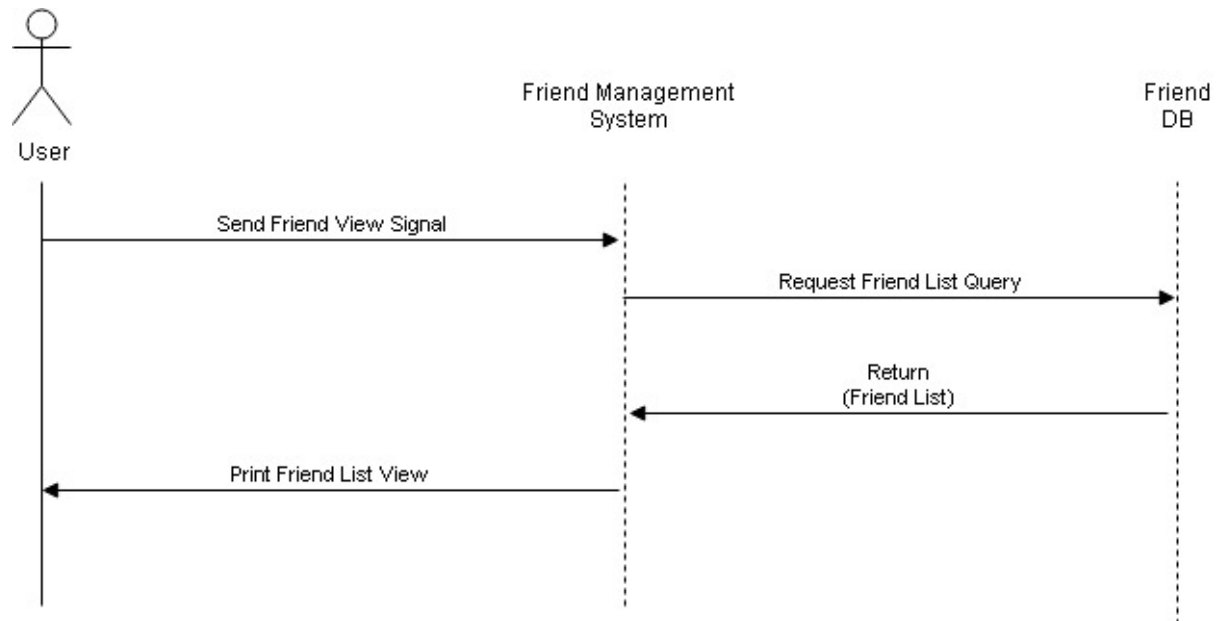 User
Friend Management
System
Friend
DB
Send Friend View Signal
Request Friend List Query
Return
(Friend List)
Print Friend List View